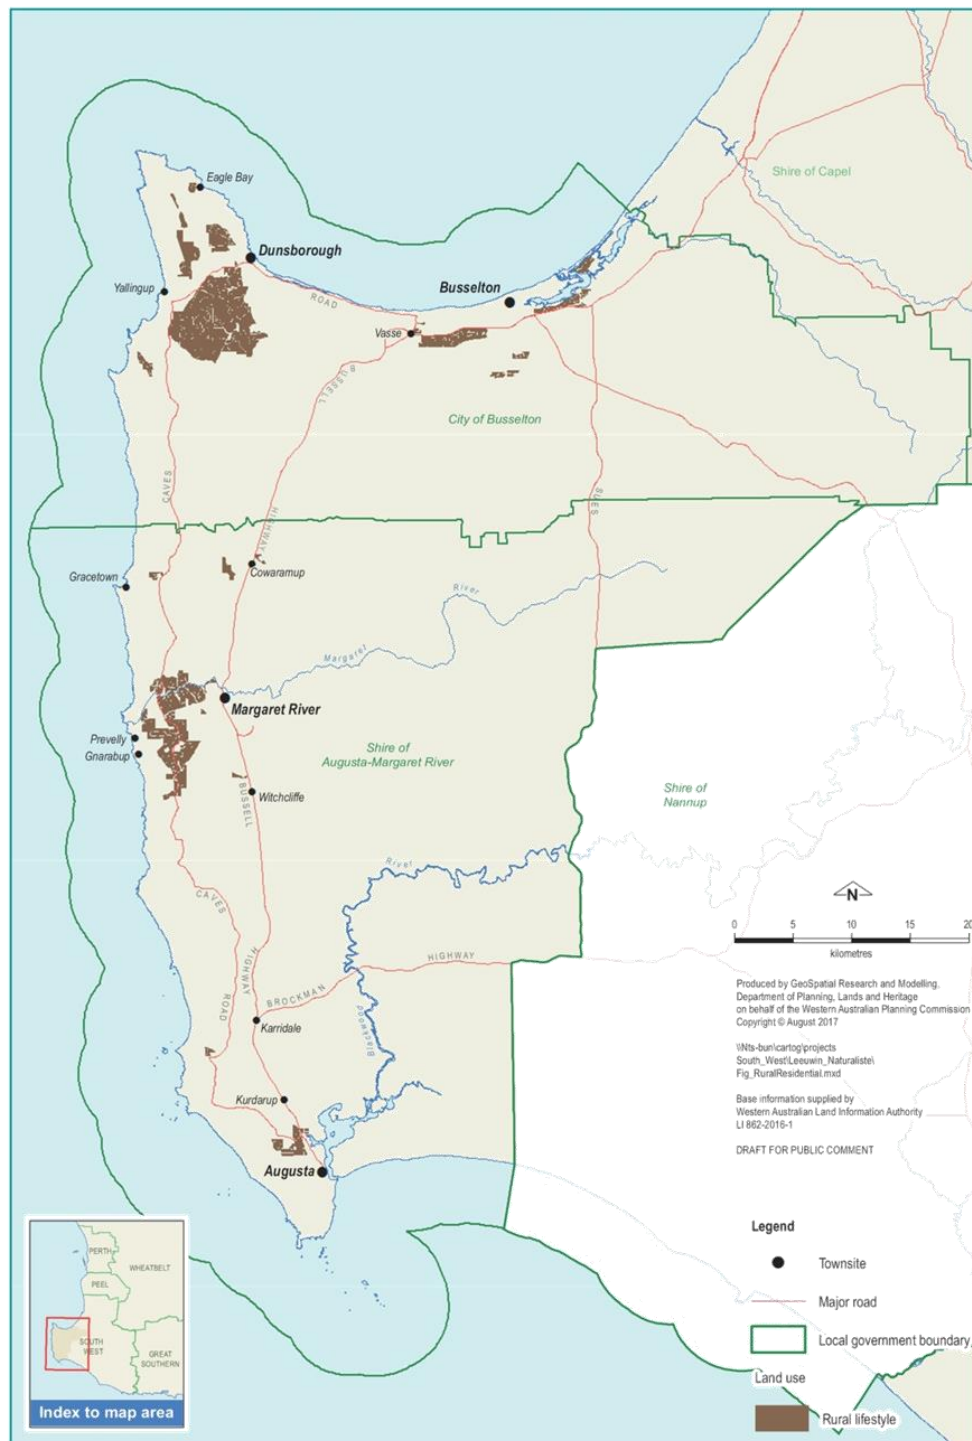 Shire of Capel
Eagle Bay
Dunsborough
Yallingup
ROAD
Busselton
Vasse
BUSSELL
City of Busselton
CAVES
HIGHWAY
SUES
Gracetown
Cowaramup
River
Margaret
Margaret River
Prevelly
Gnarabup
Shire of
Augusta-Margaret River
Witchcliffe
BUSSELL
Shire of
Nannup
River
CAVES
HIGHWAY
HIGHWAY
ROAD
BROCKMAN
Karridale
Blackwood
Kurdarup
Augusta
N
0 5 10 15 20
kilometres
Produced by GeoSpatial Research and Modelling,
Department of Planning, Lands and Heritage
on behalf of the Western Australian Planning Commission
Copyright © August 2017
\\Nts-bun\cartog\projects
South_West\Leeuwin_Naturaliste\
Fig_RuralResidential.mxd
Base information supplied by
Western Australian Land Information Authority
LI 862-2016-1
DRAFT FOR PUBLIC COMMENT
Legend
Townsite
Major road
Local government boundary,
Land use
Rural lifestyle
PERTH
WHEATBELT
PEEL
SOUTH
WEST
GREAT
SOUTHERN
Index to map area